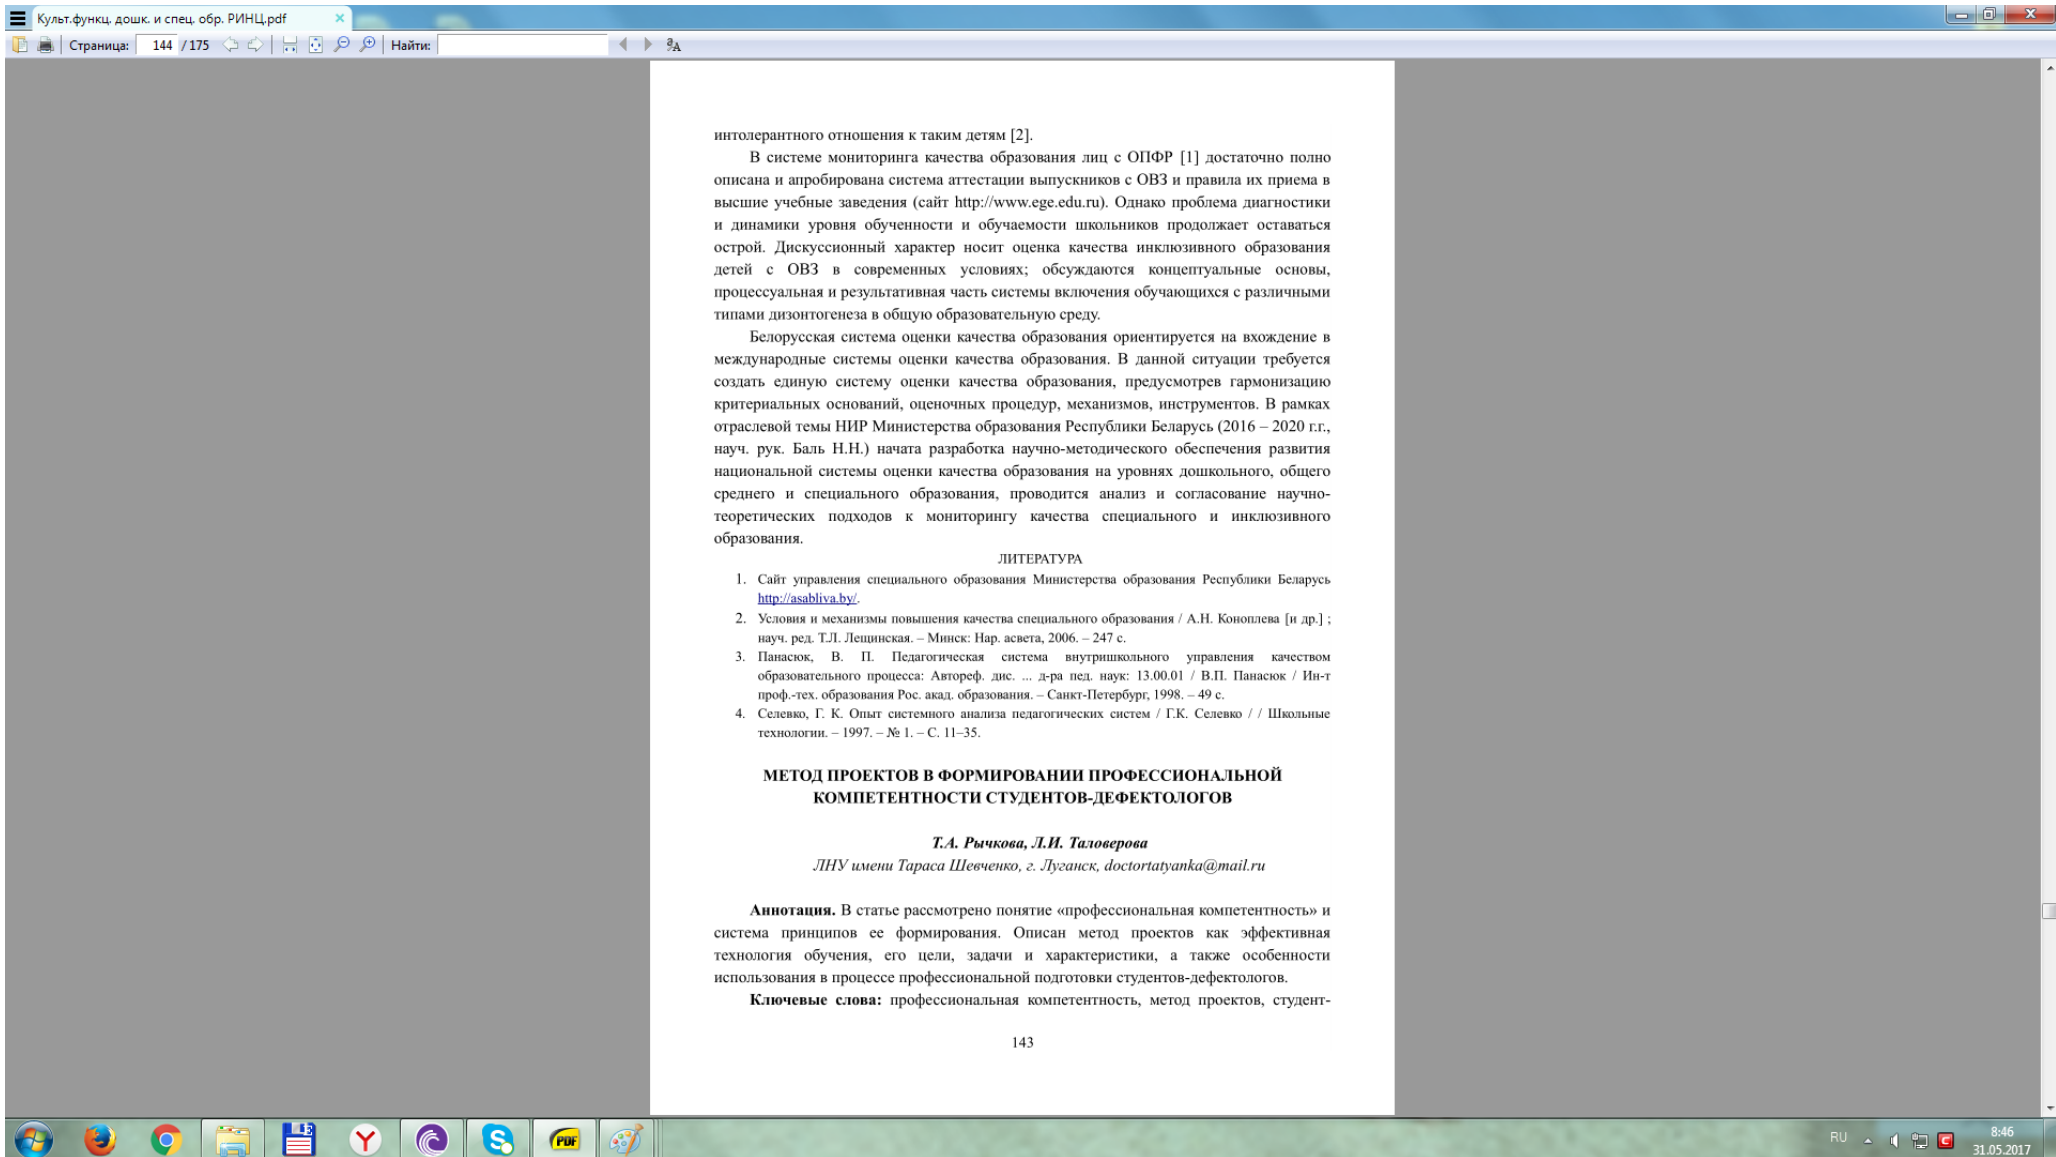 Культ.функц. дошк. и спец. обр. РИНЦ.pdf
Страница: 144 / 175 Найти:
интолерантного отношения к таким детям [2].
В системе мониторинга качества образования лиц с ОПФР [1] достаточно полно
описана и апробирована система аттестации выпускников с ОВЗ и правила их приема в
высшие учебные заведения (сайт http://www.ege.edu.ru). Однако проблема диагностики
и динамики уровня обученности и обучаемости школьников продолжает оставаться
острой. Дискуссионный характер носит оценка качества инклюзивного образования
детей с ОВЗ в современных условиях; обсуждаются концептуальные основы,
процессуальная и результативная часть системы включения обучающихся с различными
типами дизонтогенеза в общую образовательную среду.
Белорусская система оценки качества образования ориентируется на вхождение в
международные системы оценки качества образования. В данной ситуации требуется
создать единую систему оценки качества образования, предусмотрев гармонизацию
критериальных оснований, оценочных процедур, механизмов, инструментов. В рамках
отраслевой темы НИР Министерства образования Республики Беларусь (2016 – 2020 г.г.,
науч. рук. Баль Н.Н.) начата разработка научно-методического обеспечения развития
национальной системы оценки качества образования на уровнях дошкольного, общего
среднего и специального образования, проводится анализ и согласование научно-
теоретических подходов к мониторингу качества специального и инклюзивного
образования.
ЛИТЕРАТУРА
1. Сайт управления специального образования Министерства образования Республики Беларусь
http://asabliva.by/.
2. Условия и механизмы повышения качества специального образования / А.Н. Коноплева [и др.] ;
науч. ред. Т.Л. Лещинская. – Минск: Нар. асвета, 2006. – 247 с.
3. Панасюк, В. П. Педагогическая система внутришкольного управления качеством
образовательного процесса: Автореф. дис. ... д-ра пед. наук: 13.00.01 / В.П. Панасюк / Ин-т
проф.-тех. образования Рос. акад. образования. – Санкт-Петербург, 1998. – 49 с.
4. Селевко, Г. К. Опыт системного анализа педагогических систем / Г.К. Селевко / / Школьные
технологии. – 1997. – № 1. – С. 11–35.
МЕТОД ПРОЕКТОВ В ФОРМИРОВАНИИ ПРОФЕССИОНАЛЬНОЙ
КОМПЕТЕНТНОСТИ СТУДЕНТОВ-ДЕФЕКТОЛОГОВ
Т.А. Рычкова, Л.И. Таловерова
ЛНУ имени Тараса Шевченко, г. Луганск, doctortatyanka@mail.ru
Аннотация. В статье рассмотрено понятие «профессиональная компетентность» и
система принципов ее формирования. Описан метод проектов как эффективная
технология обучения, его цели, задачи и характеристики, а также особенности
использования в процессе профессиональной подготовки студентов-дефектологов.
Ключевые слова: профессиональная компетентность, метод проектов, студент-
143
PDF
RU
8:46
31.05.2017